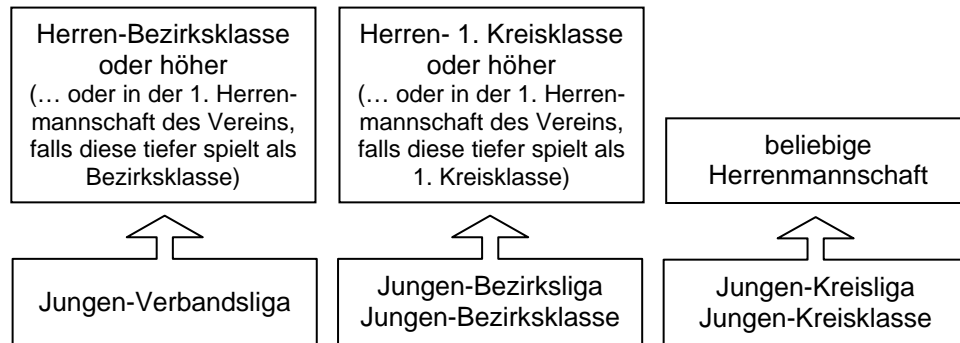 Herren-Bezirksklasse
oder höher
(… oder in der 1. Herren-
mannschaft des Vereins,
falls diese tiefer spielt als
Bezirksklasse)
Herren- 1. Kreisklasse
oder höher
(… oder in der 1. Herren-
mannschaft des Vereins,
falls diese tiefer spielt als
1. Kreisklasse)
beliebige
Herrenmannschaft
Jungen-Verbandsliga
Jungen-Bezirksliga
Jungen-Bezirksklasse
Jungen-Kreisliga
Jungen-Kreisklasse